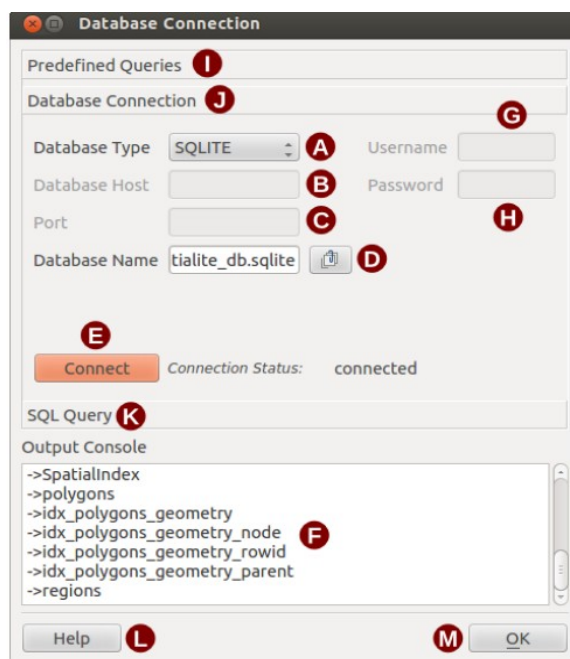 Database Connection
Predefined Queries I
Database Connection J
G
Database Type SQLITE A Username
Database Host B Password
Port C H
Database Name tialite_db.sqlite D
E
Connect Connection Status: connected
SQL Query K
Output Console
->SpatialIndex
->polygons
->idx_polygons_geometry
->idx_polygons_geometry_node F
->idx_polygons_geometry_rowid
->idx_polygons_geometry_parent
->regions
Help L M OK